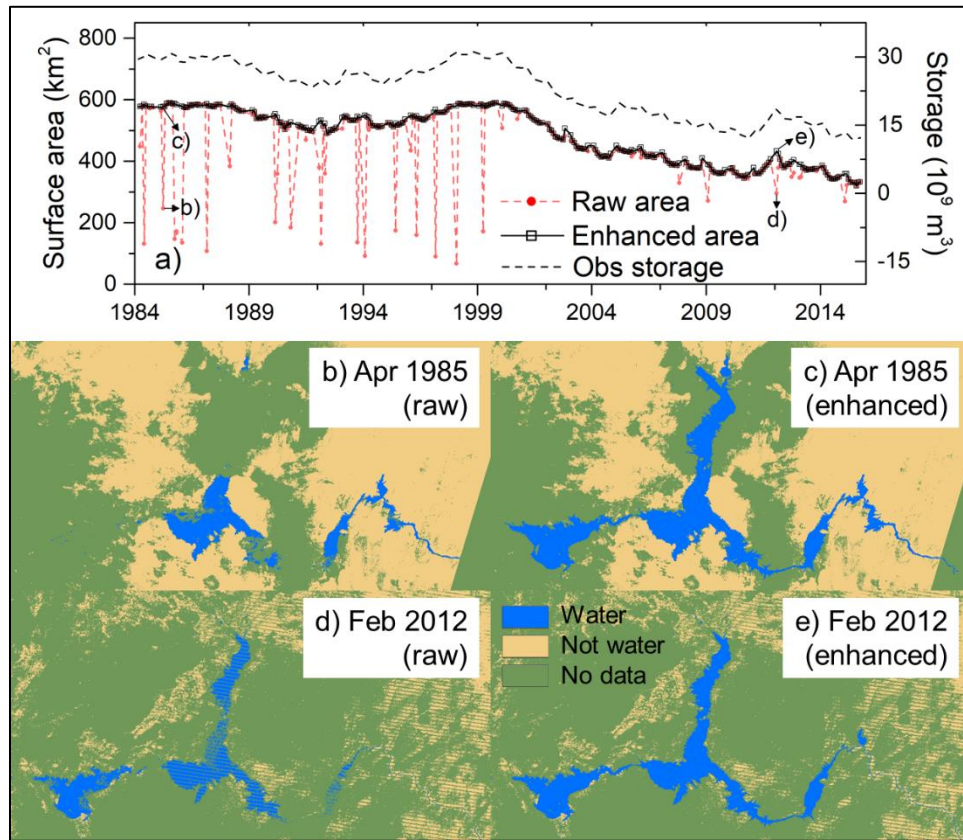 800
600
400
200
0
Surface area (km²)
30
15
0
-15
Storage (10⁹ m³)
c)
b)
e)
d)
a)
Raw area
Enhanced area
Obs storage
1984 1989 1994 1999 2004 2009 2014
b) Apr 1985
(raw)
c) Apr 1985
(enhanced)
d) Feb 2012
(raw)
Water
Not water
No data
e) Feb 2012
(enhanced)